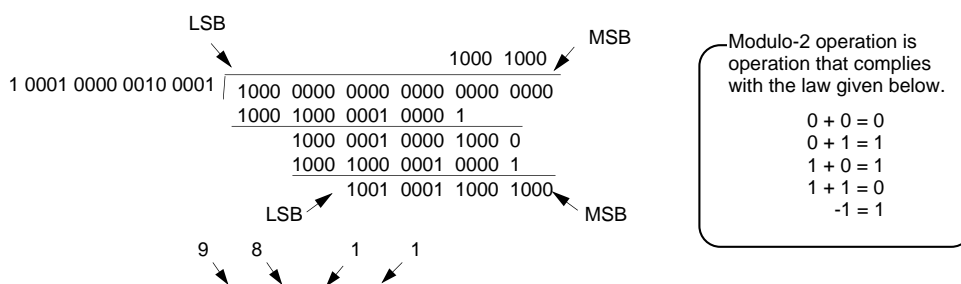 LSB
MSB
1000 1000
1 0001 0000 0010 0001
1000 0000 0000 0000 0000 0000
1000 1000 0001 0000 1
1000 0001 0000 1000 0
1000 1000 0001 0000 1
1001 0001 1000 1000
LSB
MSB
9 8 1 1
Modulo-2 operation is
operation that complies
with the law given below.
0 + 0 = 0
0 + 1 = 1
1 + 0 = 1
1 + 1 = 0
-1 = 1